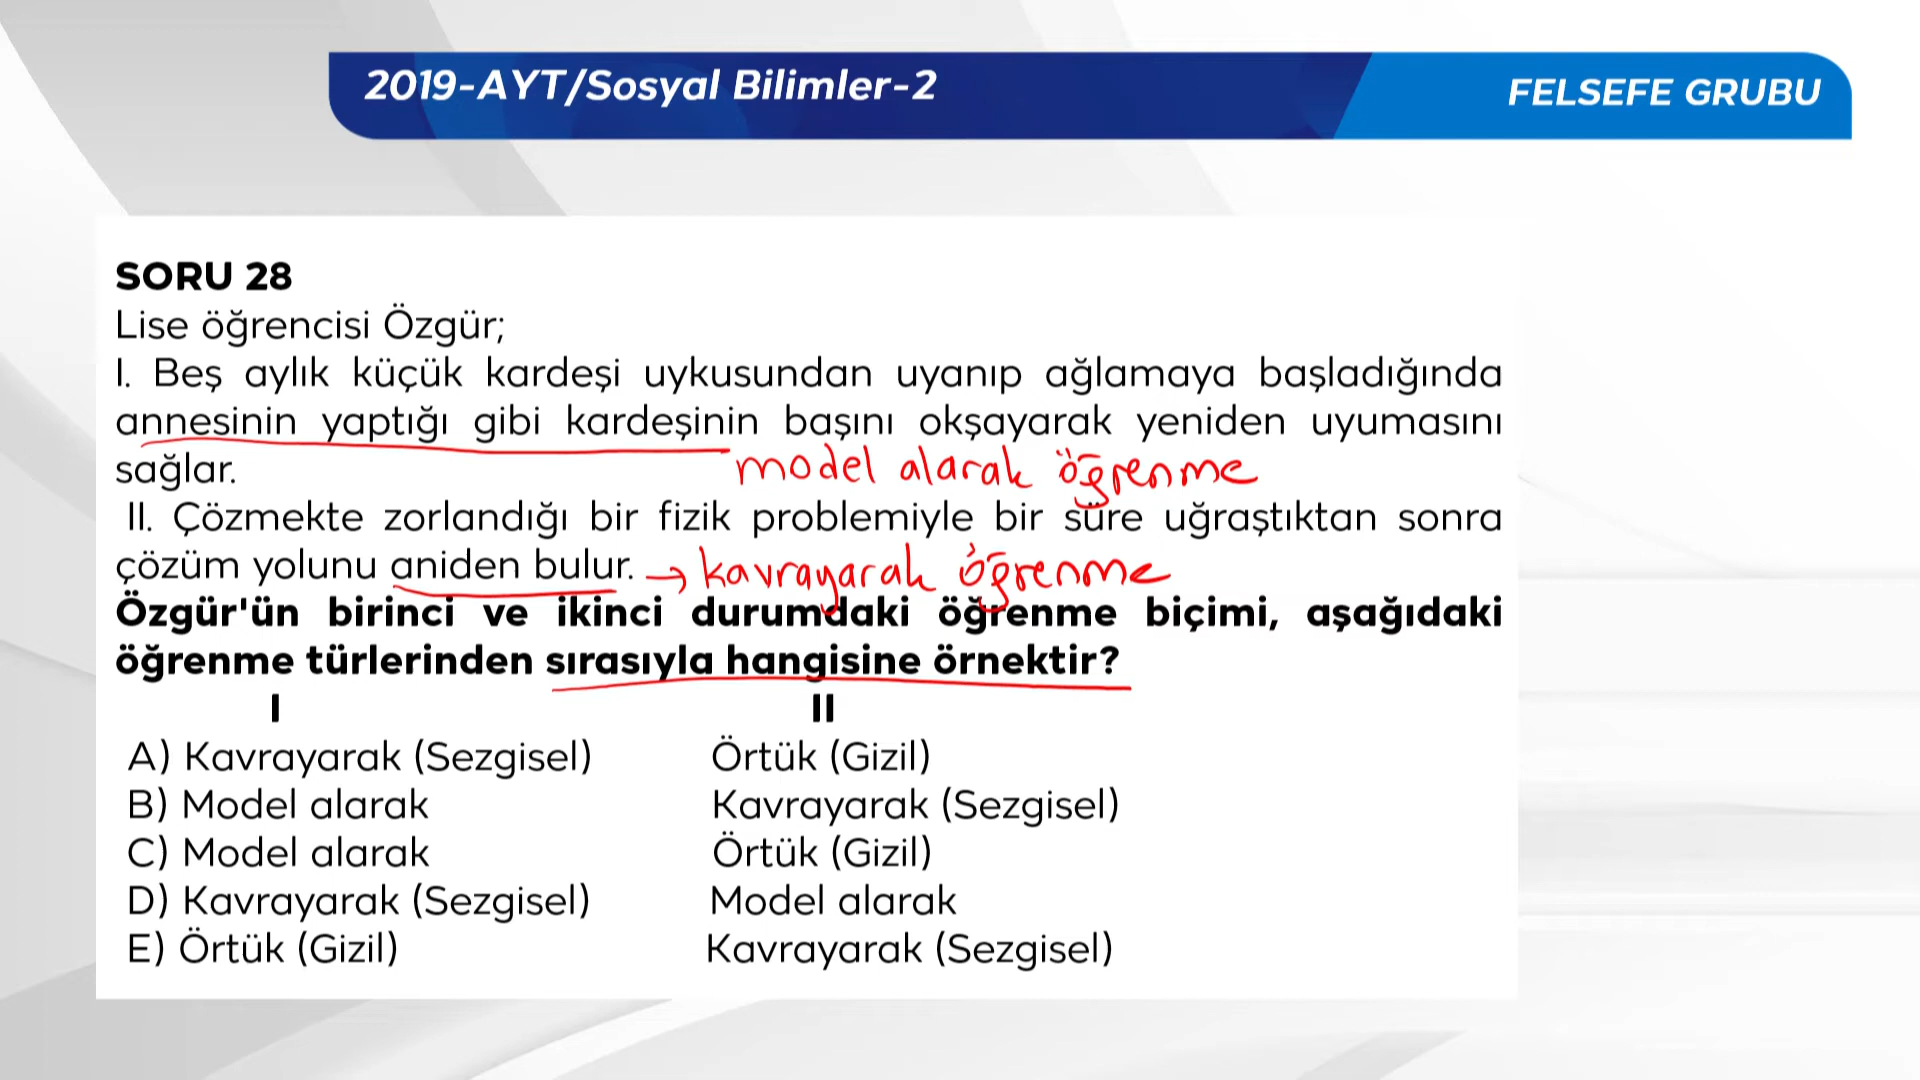 2019-AYT/Sosyal Bilimler-2
FELSEFE GRUBU
SORU 28
Lise öğrencisi Özgür;
I. Beş aylık küçük kardeşi uykusundan uyanıp ağlamaya başladığında
annesinin yaptığı gibi kardeşinin başını okşayarak yeniden uyumasını
sağlar.
model alarak öğrenme
II. Çözmekte zorlandığı bir fizik problemiyle bir süre uğraştıktan sonra
çözüm yolunu aniden bulur. → kavrayarak öğrenme
Özgür'ün birinci ve ikinci durumdaki öğrenme biçimi, aşağıdaki
öğrenme türlerinden sırasıyla hangisine örnektir?
I II
A) Kavrayarak (Sezgisel) Örtük (Gizil)
B) Model alarak Kavrayarak (Sezgisel)
C) Model alarak Örtük (Gizil)
D) Kavrayarak (Sezgisel) Model alarak
E) Örtük (Gizil) Kavrayarak (Sezgisel)